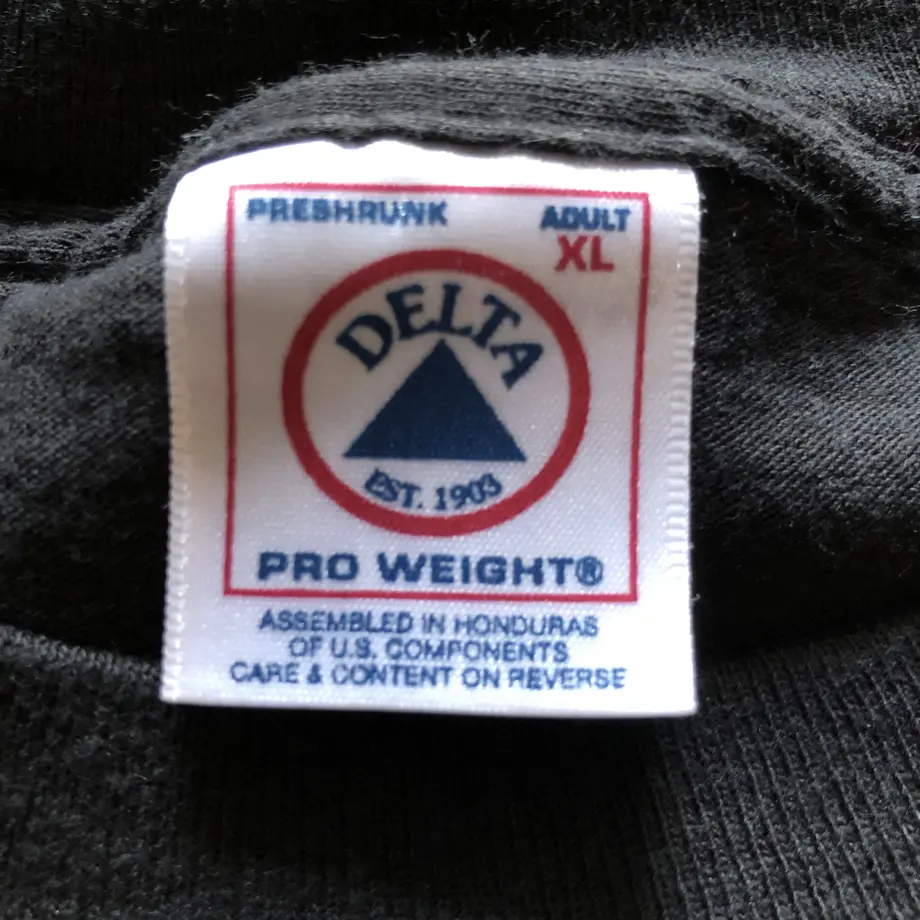 PRESHRUNK
ADULT
XL
DELTA
EST. 1903
PRO WEIGHT®
ASSEMBLED IN HONDURAS
OF U.S. COMPONENTS
CARE & CONTENT ON REVERSE